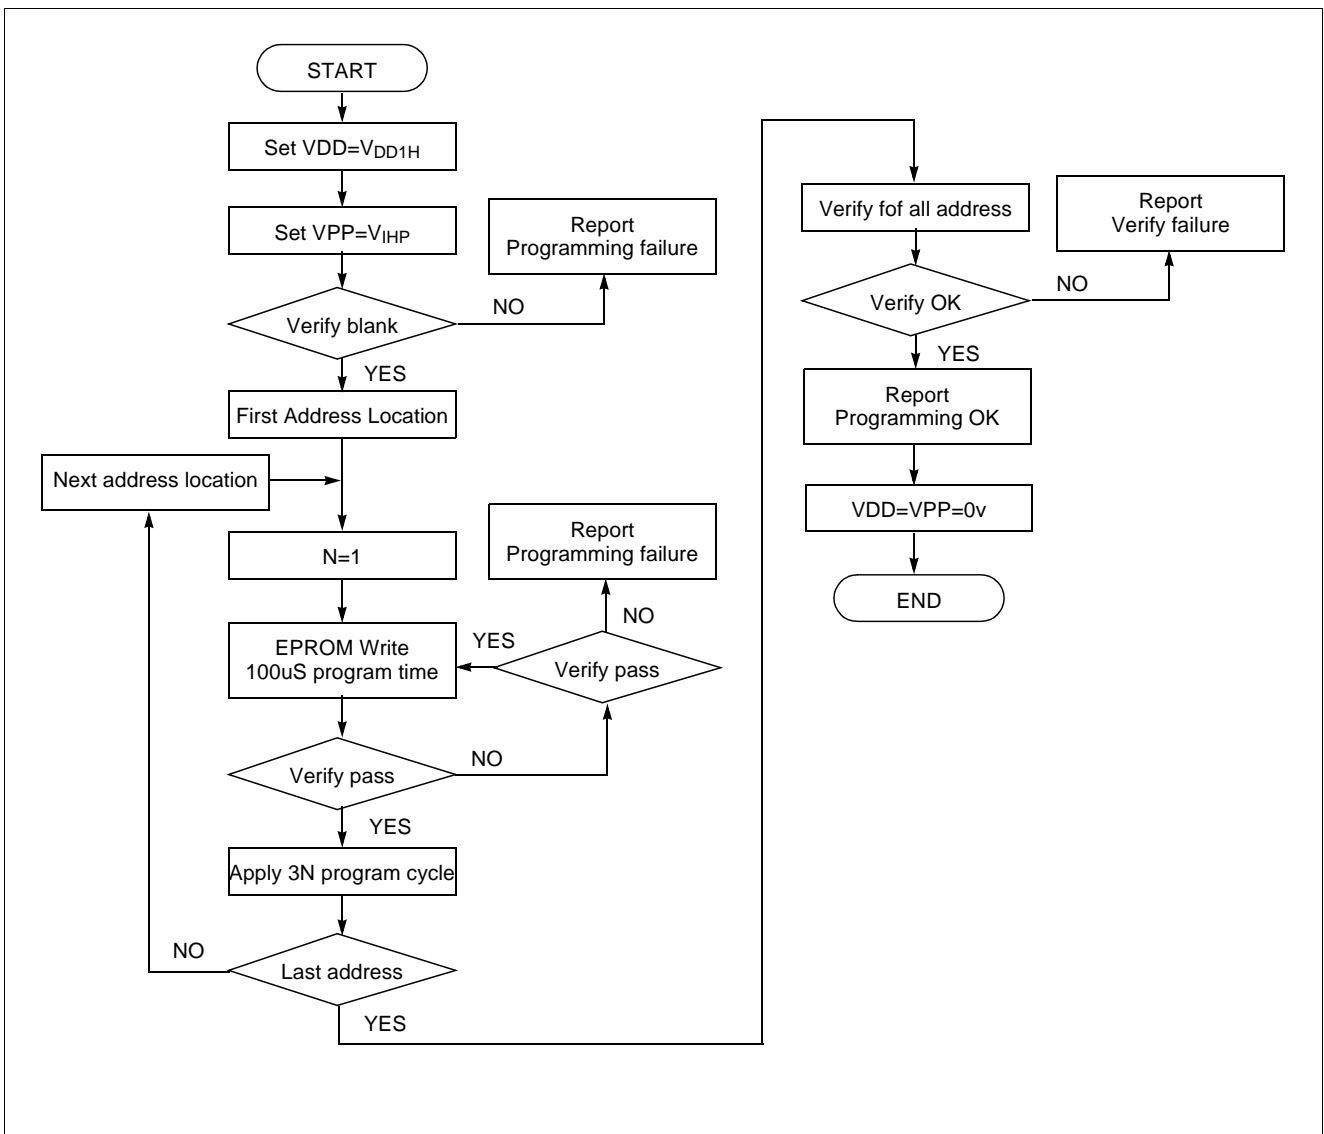 START
Set VDD=VDD1H
Set VPP=VIHP
Report
Programming failure
Verify blank
NO
YES
First Address Location
Next address location
N=1
Report
Programming failure
EPROM Write
100uS program time
YES
NO
Verify pass
Verify pass
NO
YES
Apply 3N program cycle
NO
Last address
YES
Verify fof all address
Report
Verify failure
Verify OK
NO
YES
Report
Programming OK
VDD=VPP=0v
END